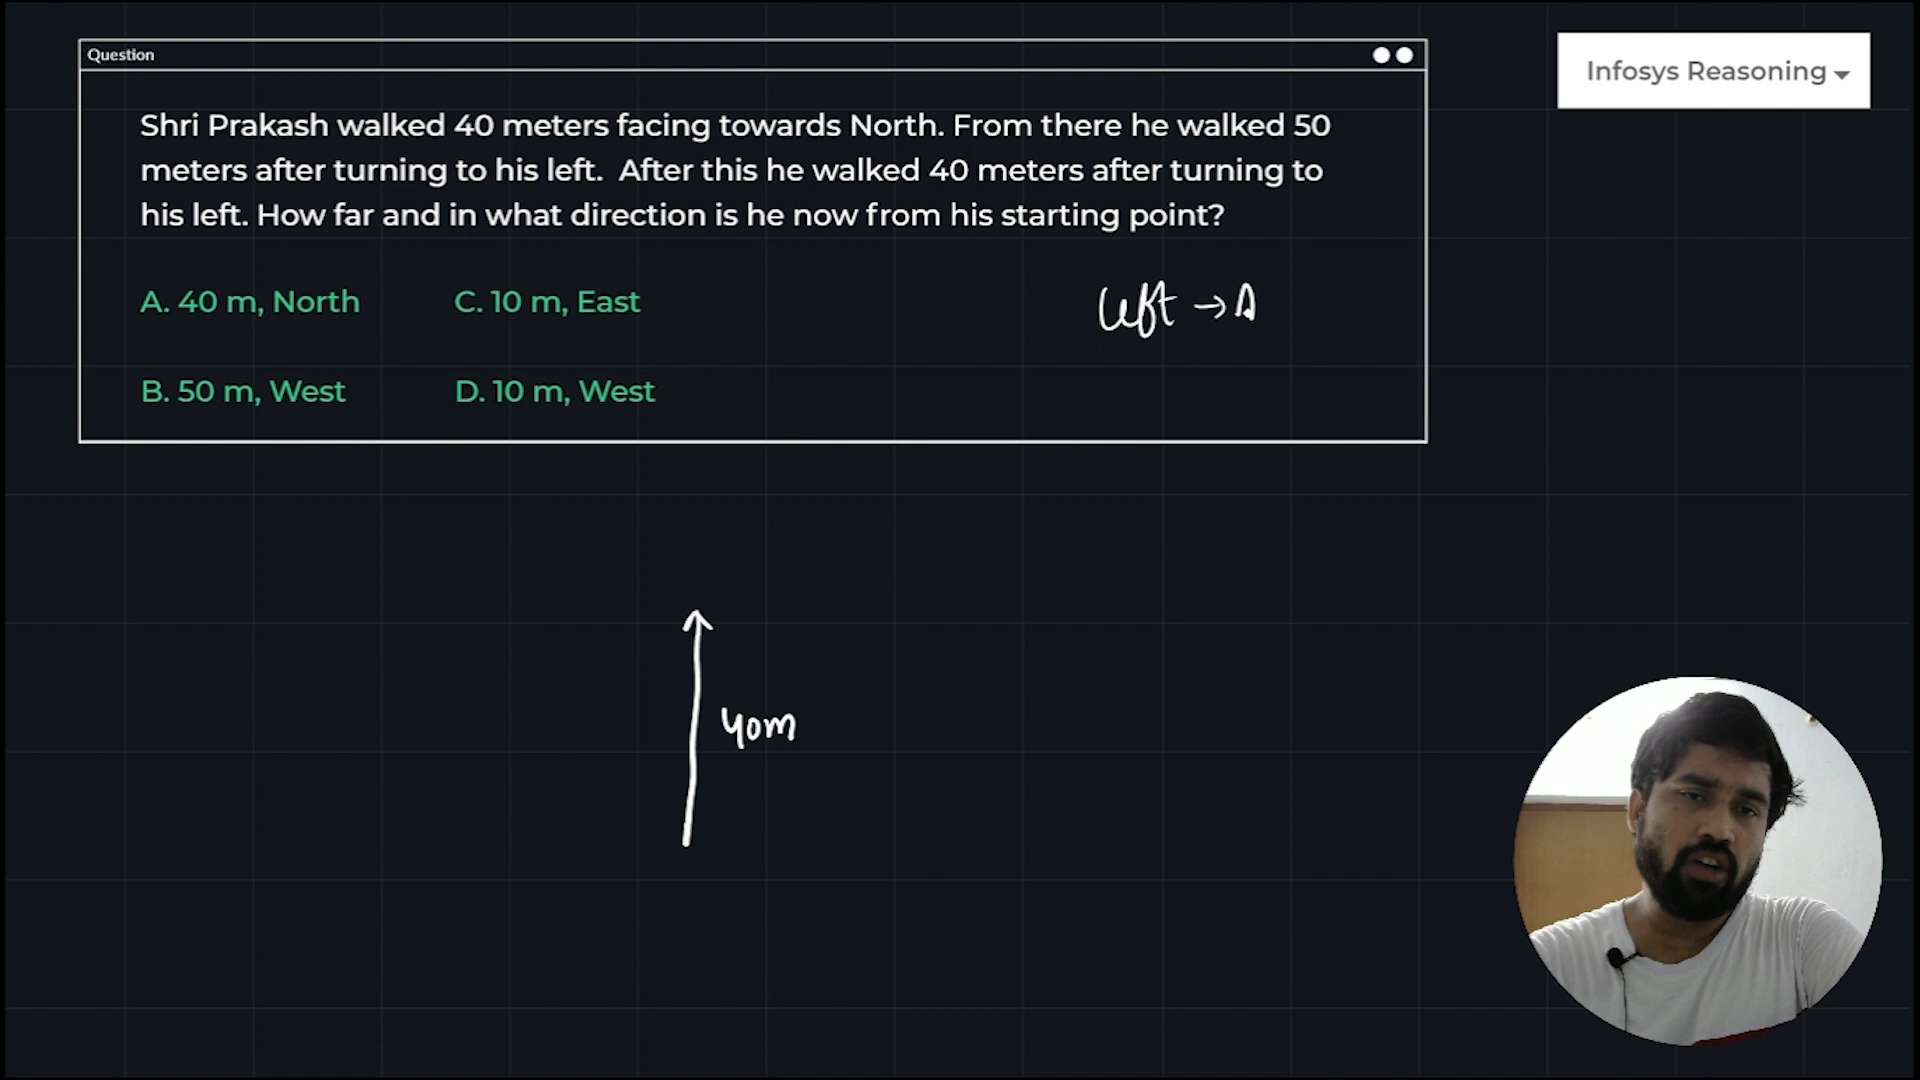 Question
Infosys Reasoning
Shri Prakash walked 40 meters facing towards North. From there he walked 50
meters after turning to his left. After this he walked 40 meters after turning to
his left. How far and in what direction is he now from his starting point?
A. 40 m, North
C. 10 m, East
left →
B. 50 m, West
D. 10 m, West
40m